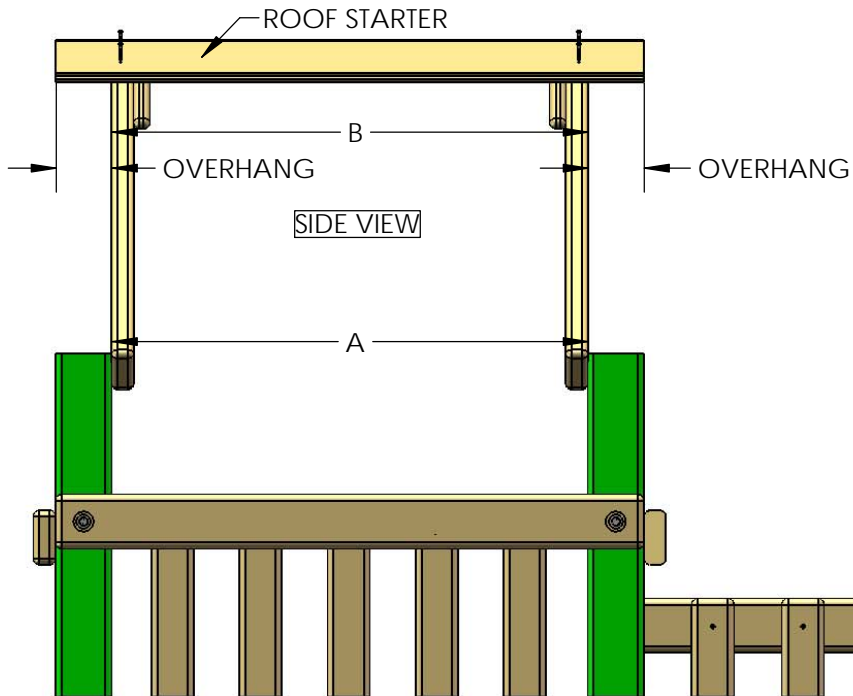 ROOF STARTER
B
OVERHANG
OVERHANG
SIDE VIEW
A